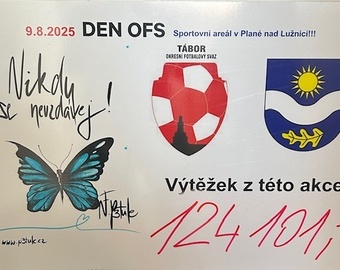 9.8.2025 DEN OFS Sportovní areál v Plané nad Lužnicí!!!
TÁBOR
OKRESNÍ FOTBALOVÝ SVAZ
Nikdy
se nevzdávej!
Výtěžek z této akce
124 101,-
www.pstuk.cz